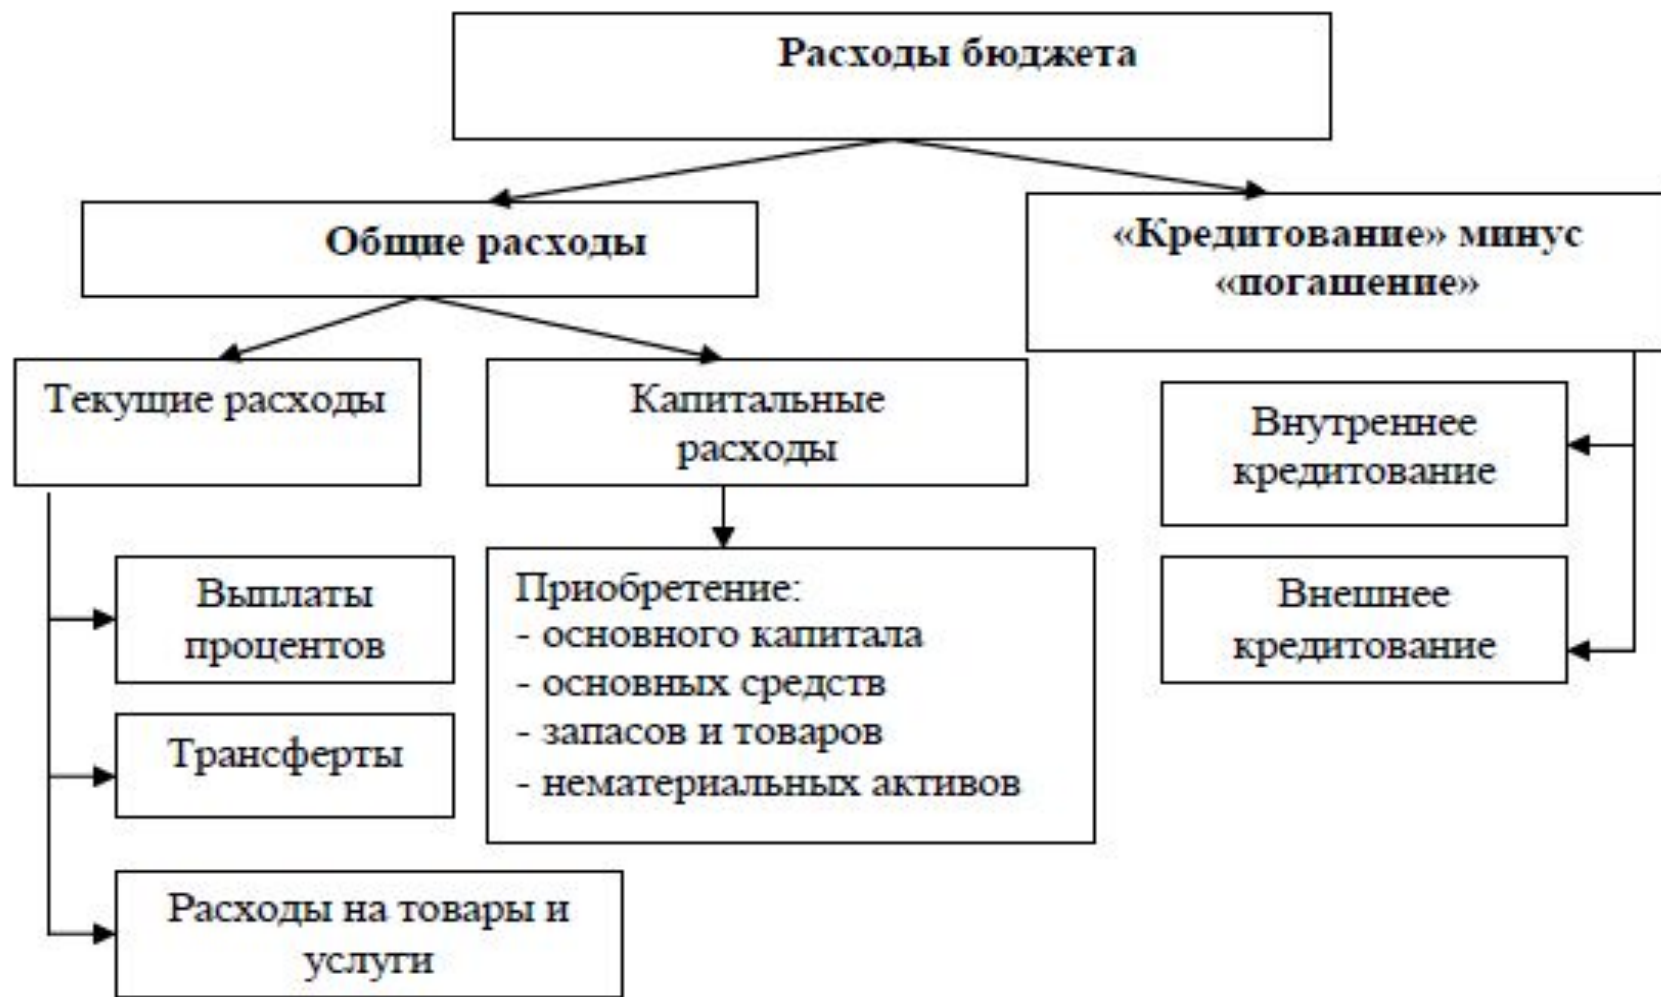 Расходы бюджета
Общие расходы
«Кредитование» минус
«погашение»
Текущие расходы
Капитальные
расходы
Внутреннее
кредитование
Выплаты
процентов
Приобретение:
- основного капитала
- основных средств
- запасов и товаров
- нематериальных активов
Внешнее
кредитование
Трансферты
Расходы на товары и
услуги